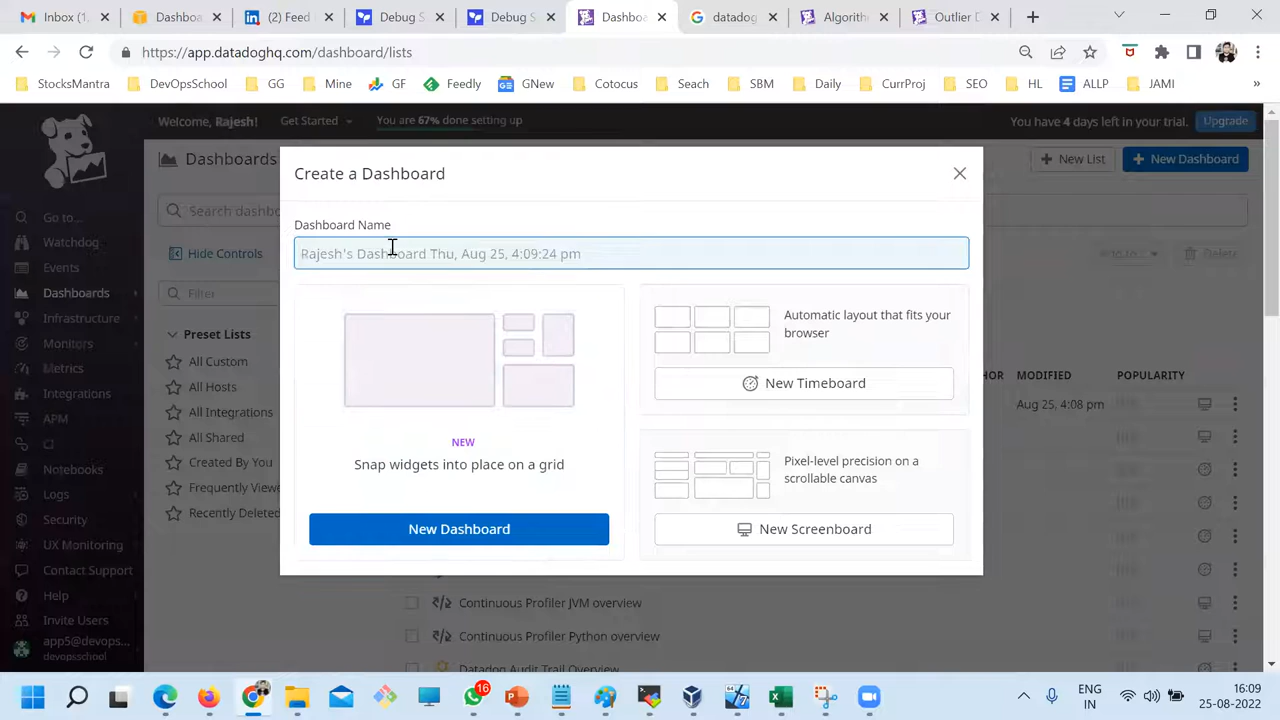 Inbox (1
Dashboa
(2) Feed
Debug S
Debug S
Dashbo
datadog
Algorith
Outlier D
https://app.datadoghq.com/dashboard/lists
StocksMantra
DevOpsSchool
GG
Mine
GF
Feedly
GNew
Cotocus
Seach
SBM
Daily
CurrProj
SEO
HL
ALLP
JAMI
»
Welcome, Rajesh!
Get Started
You are 67% done setting up
You have 4 days left in your trial.
Upgrade
Dashboards
+ New List
+ New Dashboard
Search dashbo
Hide Controls
Delete
Filter
Go to...
Watchdog
Events
Dashboards
Infrastructure
Monitors
Metrics
Integrations
APM
CI
Notebooks
Logs
Security
UX Monitoring
Contact Support
Help
Invite Users
app5@devops...
devopsschool
Preset Lists
All Custom
All Hosts
All Integrations
All Shared
Created By You
Frequently Viewe
Recently Deleted
Create a Dashboard
Dashboard Name
Rajesh's Dashboard Thu, Aug 25, 4:09:24 pm
NEW
Snap widgets into place on a grid
New Dashboard
Automatic layout that fits your
browser
New Timeboard
Pixel-level precision on a
scrollable canvas
New Screenboard
HOR
MODIFIED
POPULARITY
Aug 25, 4:08 pm
Continuous Profiler JVM overview
Continuous Profiler Python overview
Datadog Audit Trail Overview
16
ENG
IN
16:09
25-08-2022